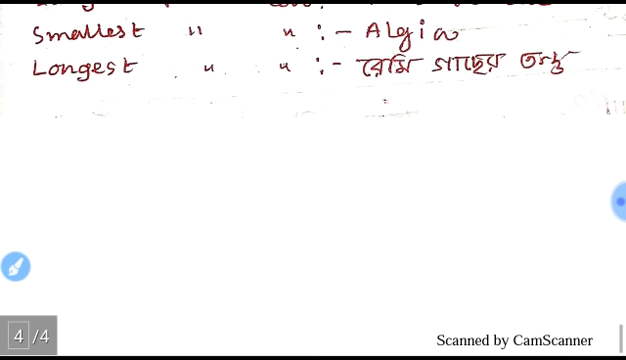 Smallest " " :- Algia
Longest " " :- রেমি গাছের তন্তু
4/4
Scanned by CamScanner